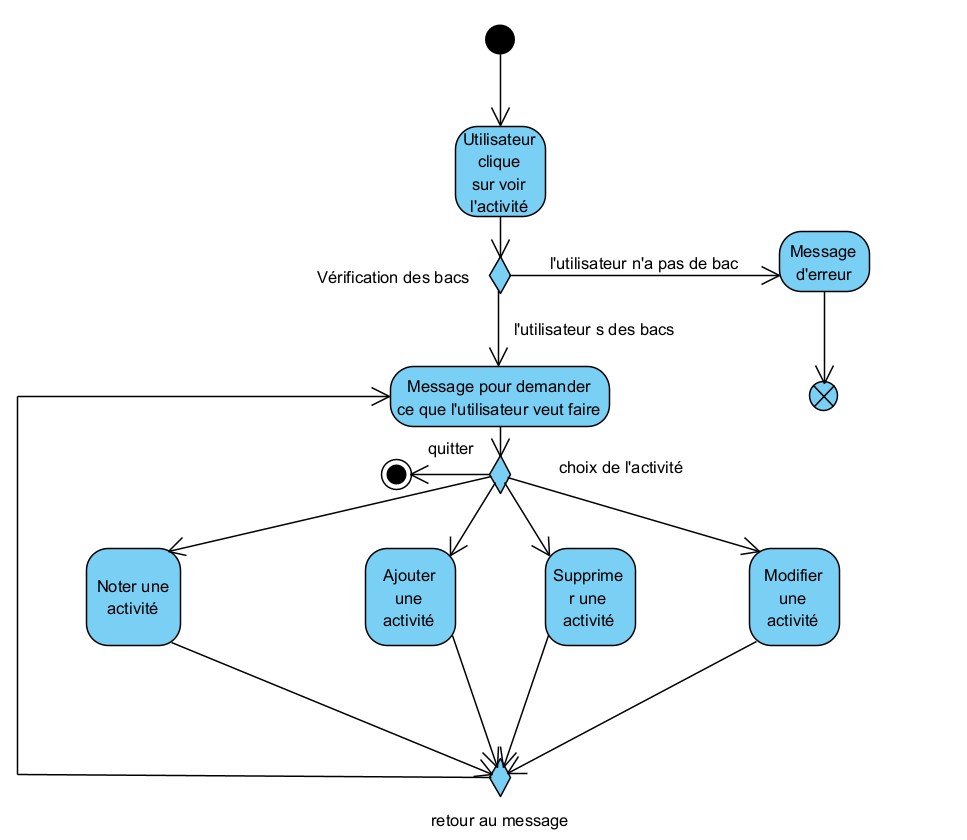 Utilisateur
clique
sur voir
l'activité
Vérification des bacs
l'utilisateur n'a pas de bac
Message
d'erreur
l'utilisateur s des bacs
Message pour demander
ce que l'utilisateur veut faire
quitter
choix de l'activité
Noter une
activité
Ajouter
une
activité
Supprime
r une
activité
Modifier
une
activité
retour au message